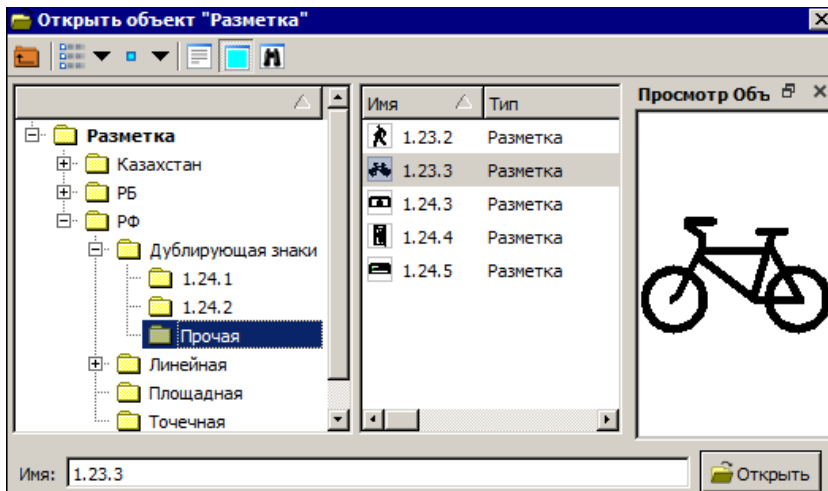 Открыть объект "Разметка"
Разметка
Казахстан
РБ
РФ
Дублирующая знаки
1.24.1
1.24.2
Прочая
Линейная
Площадная
Точечная
Имя Тип
1.23.2 Разметка
1.23.3 Разметка
1.24.3 Разметка
1.24.4 Разметка
1.24.5 Разметка
Просмотр Объ
Имя: 1.23.3 Открыть